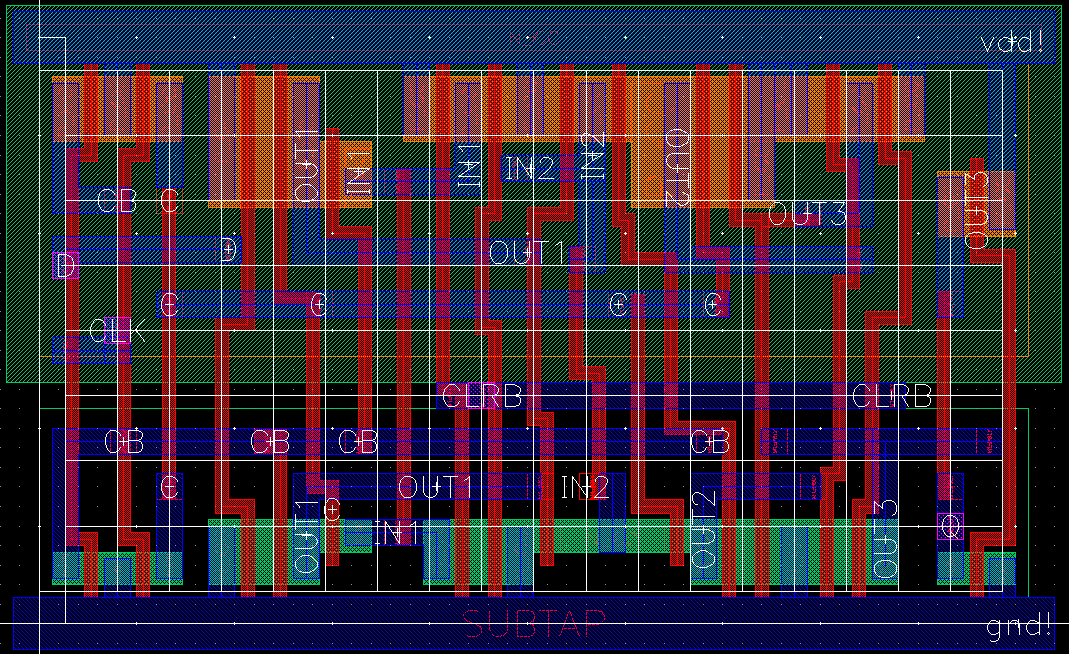 vdd!
OUT1
IN1
IN1
IN2
IN2
OUT2
OUT3
OUT3
CB
C
OUT1
D
D
C
C
C
C
CLK
CLRB
CLRB
CB
CB
CB
CB
C
OUT1
IN2
OUT1
C
IN1
OUT2
OUT3
Q
SUBTAP
gnd!